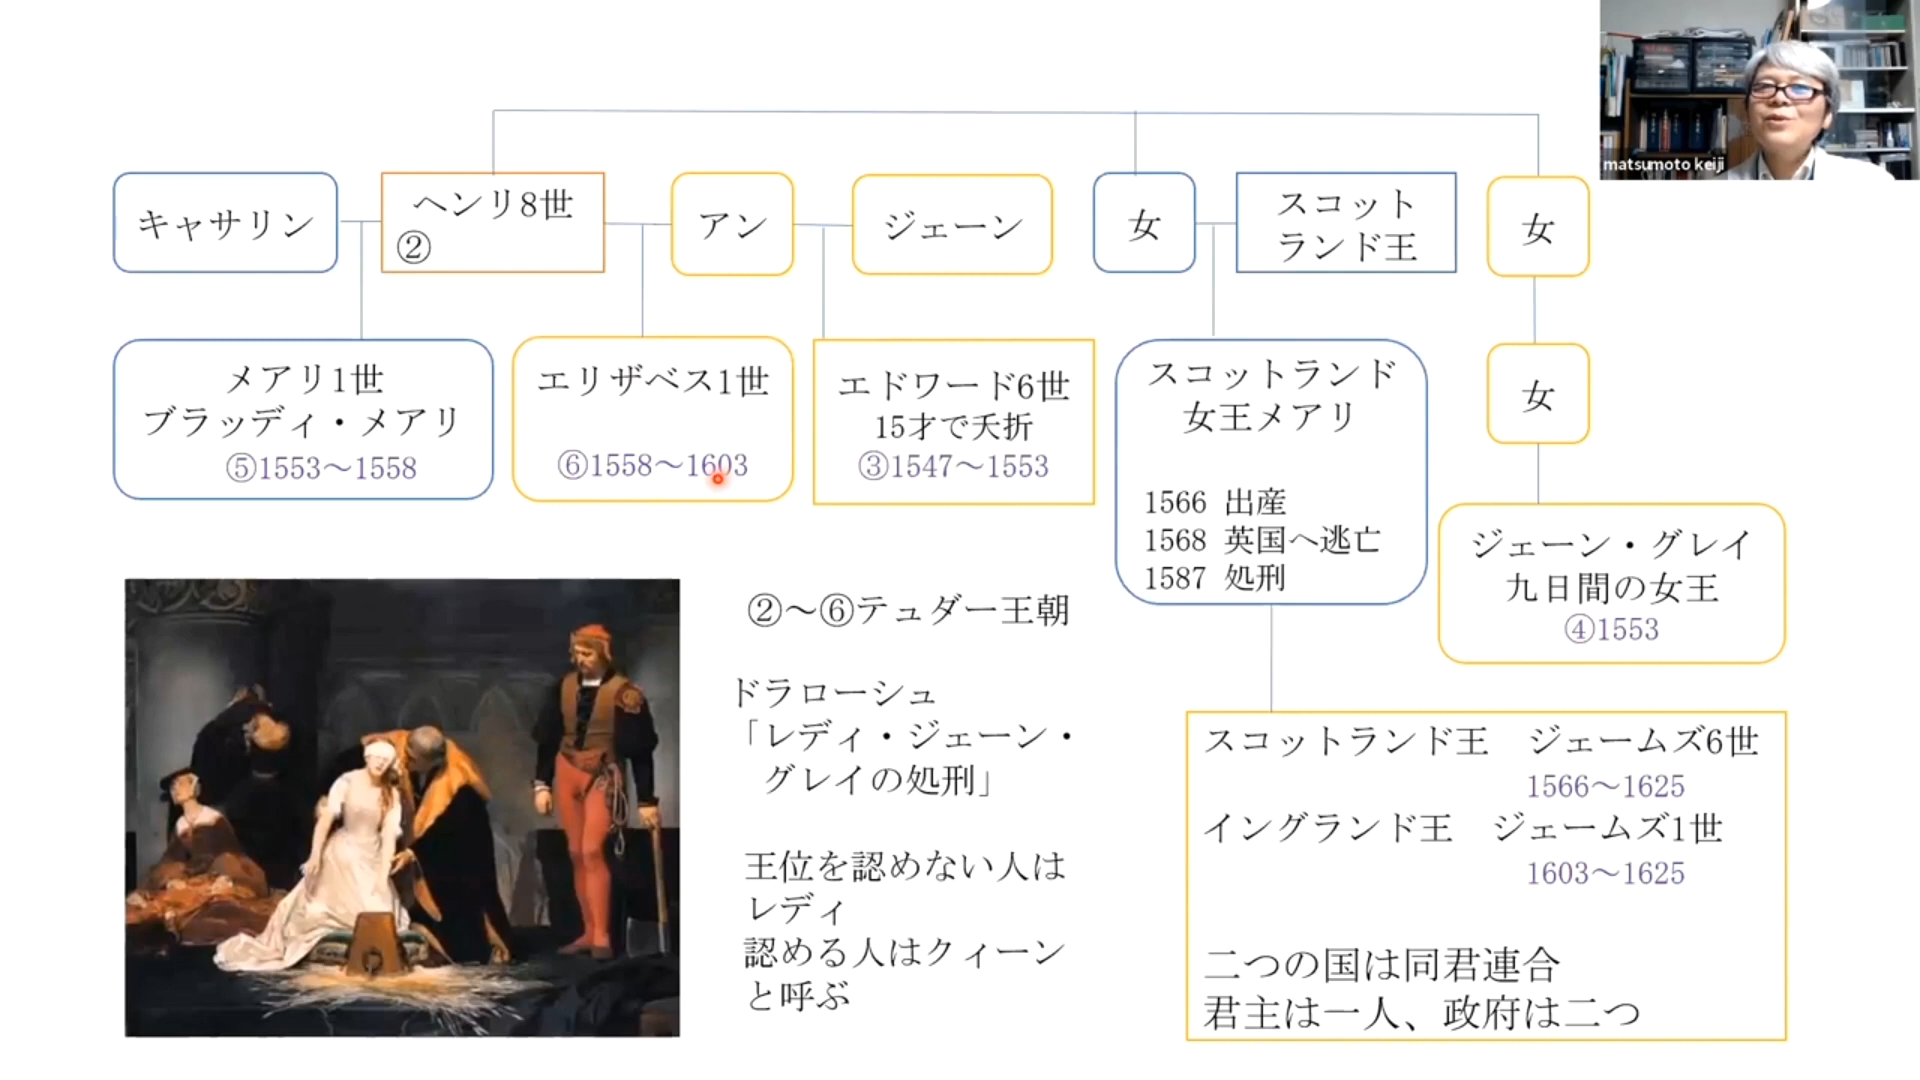 matsumoto keiji
キャサリン
ヘンリ8世
②
アン
ジェーン
女
スコット
ランド王
女
メアリ1世
ブラッディ・メアリ
⑤1553～1558
エリザベス1世
⑥1558～1603
エドワード6世
15才で夭折
③1547～1553
スコットランド
女王メアリ
1566 出産
1568 英国へ逃亡
1587 処刑
女
ジェーン・グレイ
九日間の女王
④1553
②～⑥テュダー王朝
ドラローシュ
「レディ・ジェーン・
グレイの処刑」
王位を認めない人は
レディ
認める人はクィーン
と呼ぶ
スコットランド王　ジェームズ6世
1566～1625
イングランド王　ジェームズ1世
1603～1625
二つの国は同君連合
君主は一人、政府は二つ